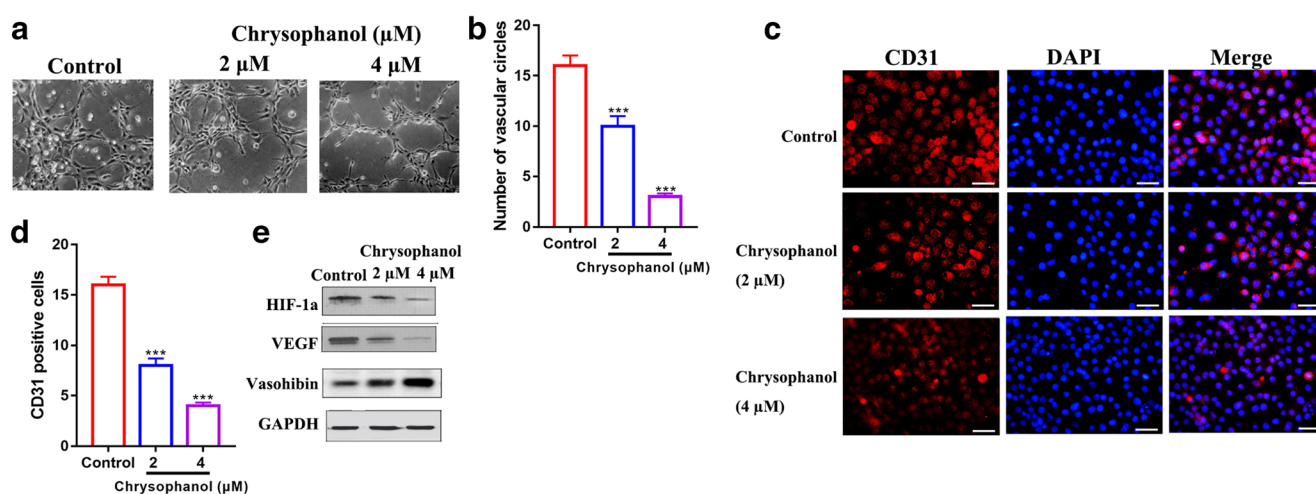 a
Chrysophanol (μM)
Control
2 μM
4 μM
b
Number of vascular circles
20
15
10
5
0
***
***
Control
2
4
Chrysophanol (μM)
c
CD31
DAPI
Merge
Control
Chrysophanol
(2 μM)
Chrysophanol
(4 μM)
d
CD31 positive cells
20
15
10
5
0
***
***
Control
2
4
Chrysophanol (μM)
e
Chrysophanol
Control
2 μM
4 μM
HIF-1a
VEGF
Vasohibin
GAPDH